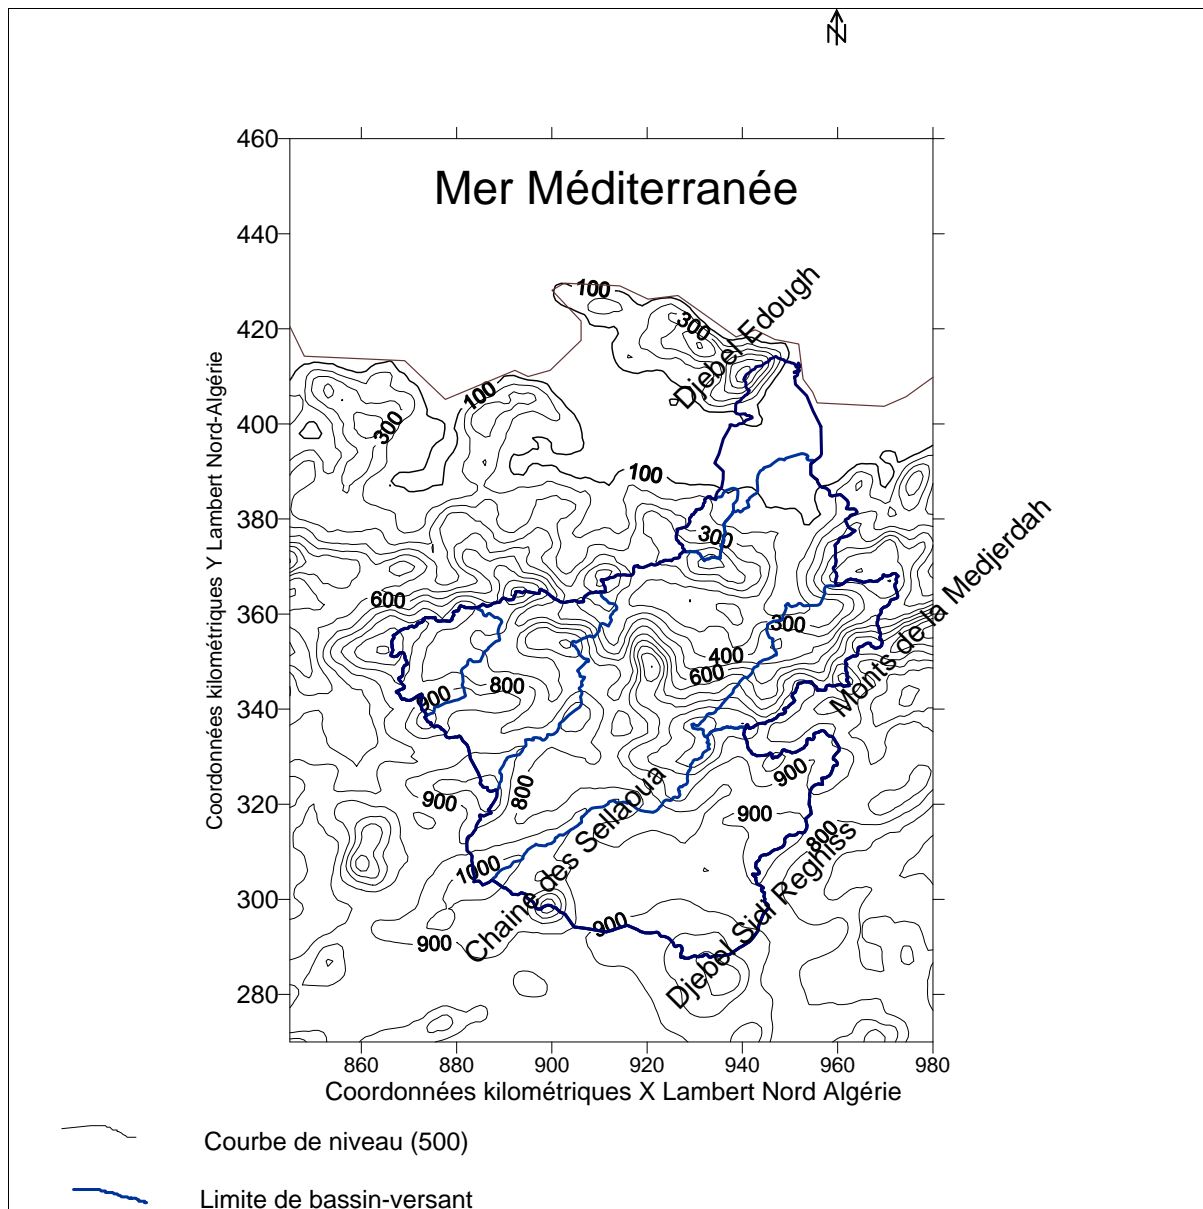 N
460
Mer Méditerranée
440
100
300
Djebel Edough
420
100
300
400
100
380
300
600
360
300
400
600
800
900
Monts de la Medjerdah
340
900
900
800
900
800
320
1000
Chaine des Sellaoua
300
900
900
Djebel Sidi Reghiss
280
Coordonnées kilométriques Y Lambert Nord-Algérie
860 880 900 920 940 960 980
Coordonnées kilométriques X Lambert Nord Algérie
Courbe de niveau (500)
Limite de bassin-versant